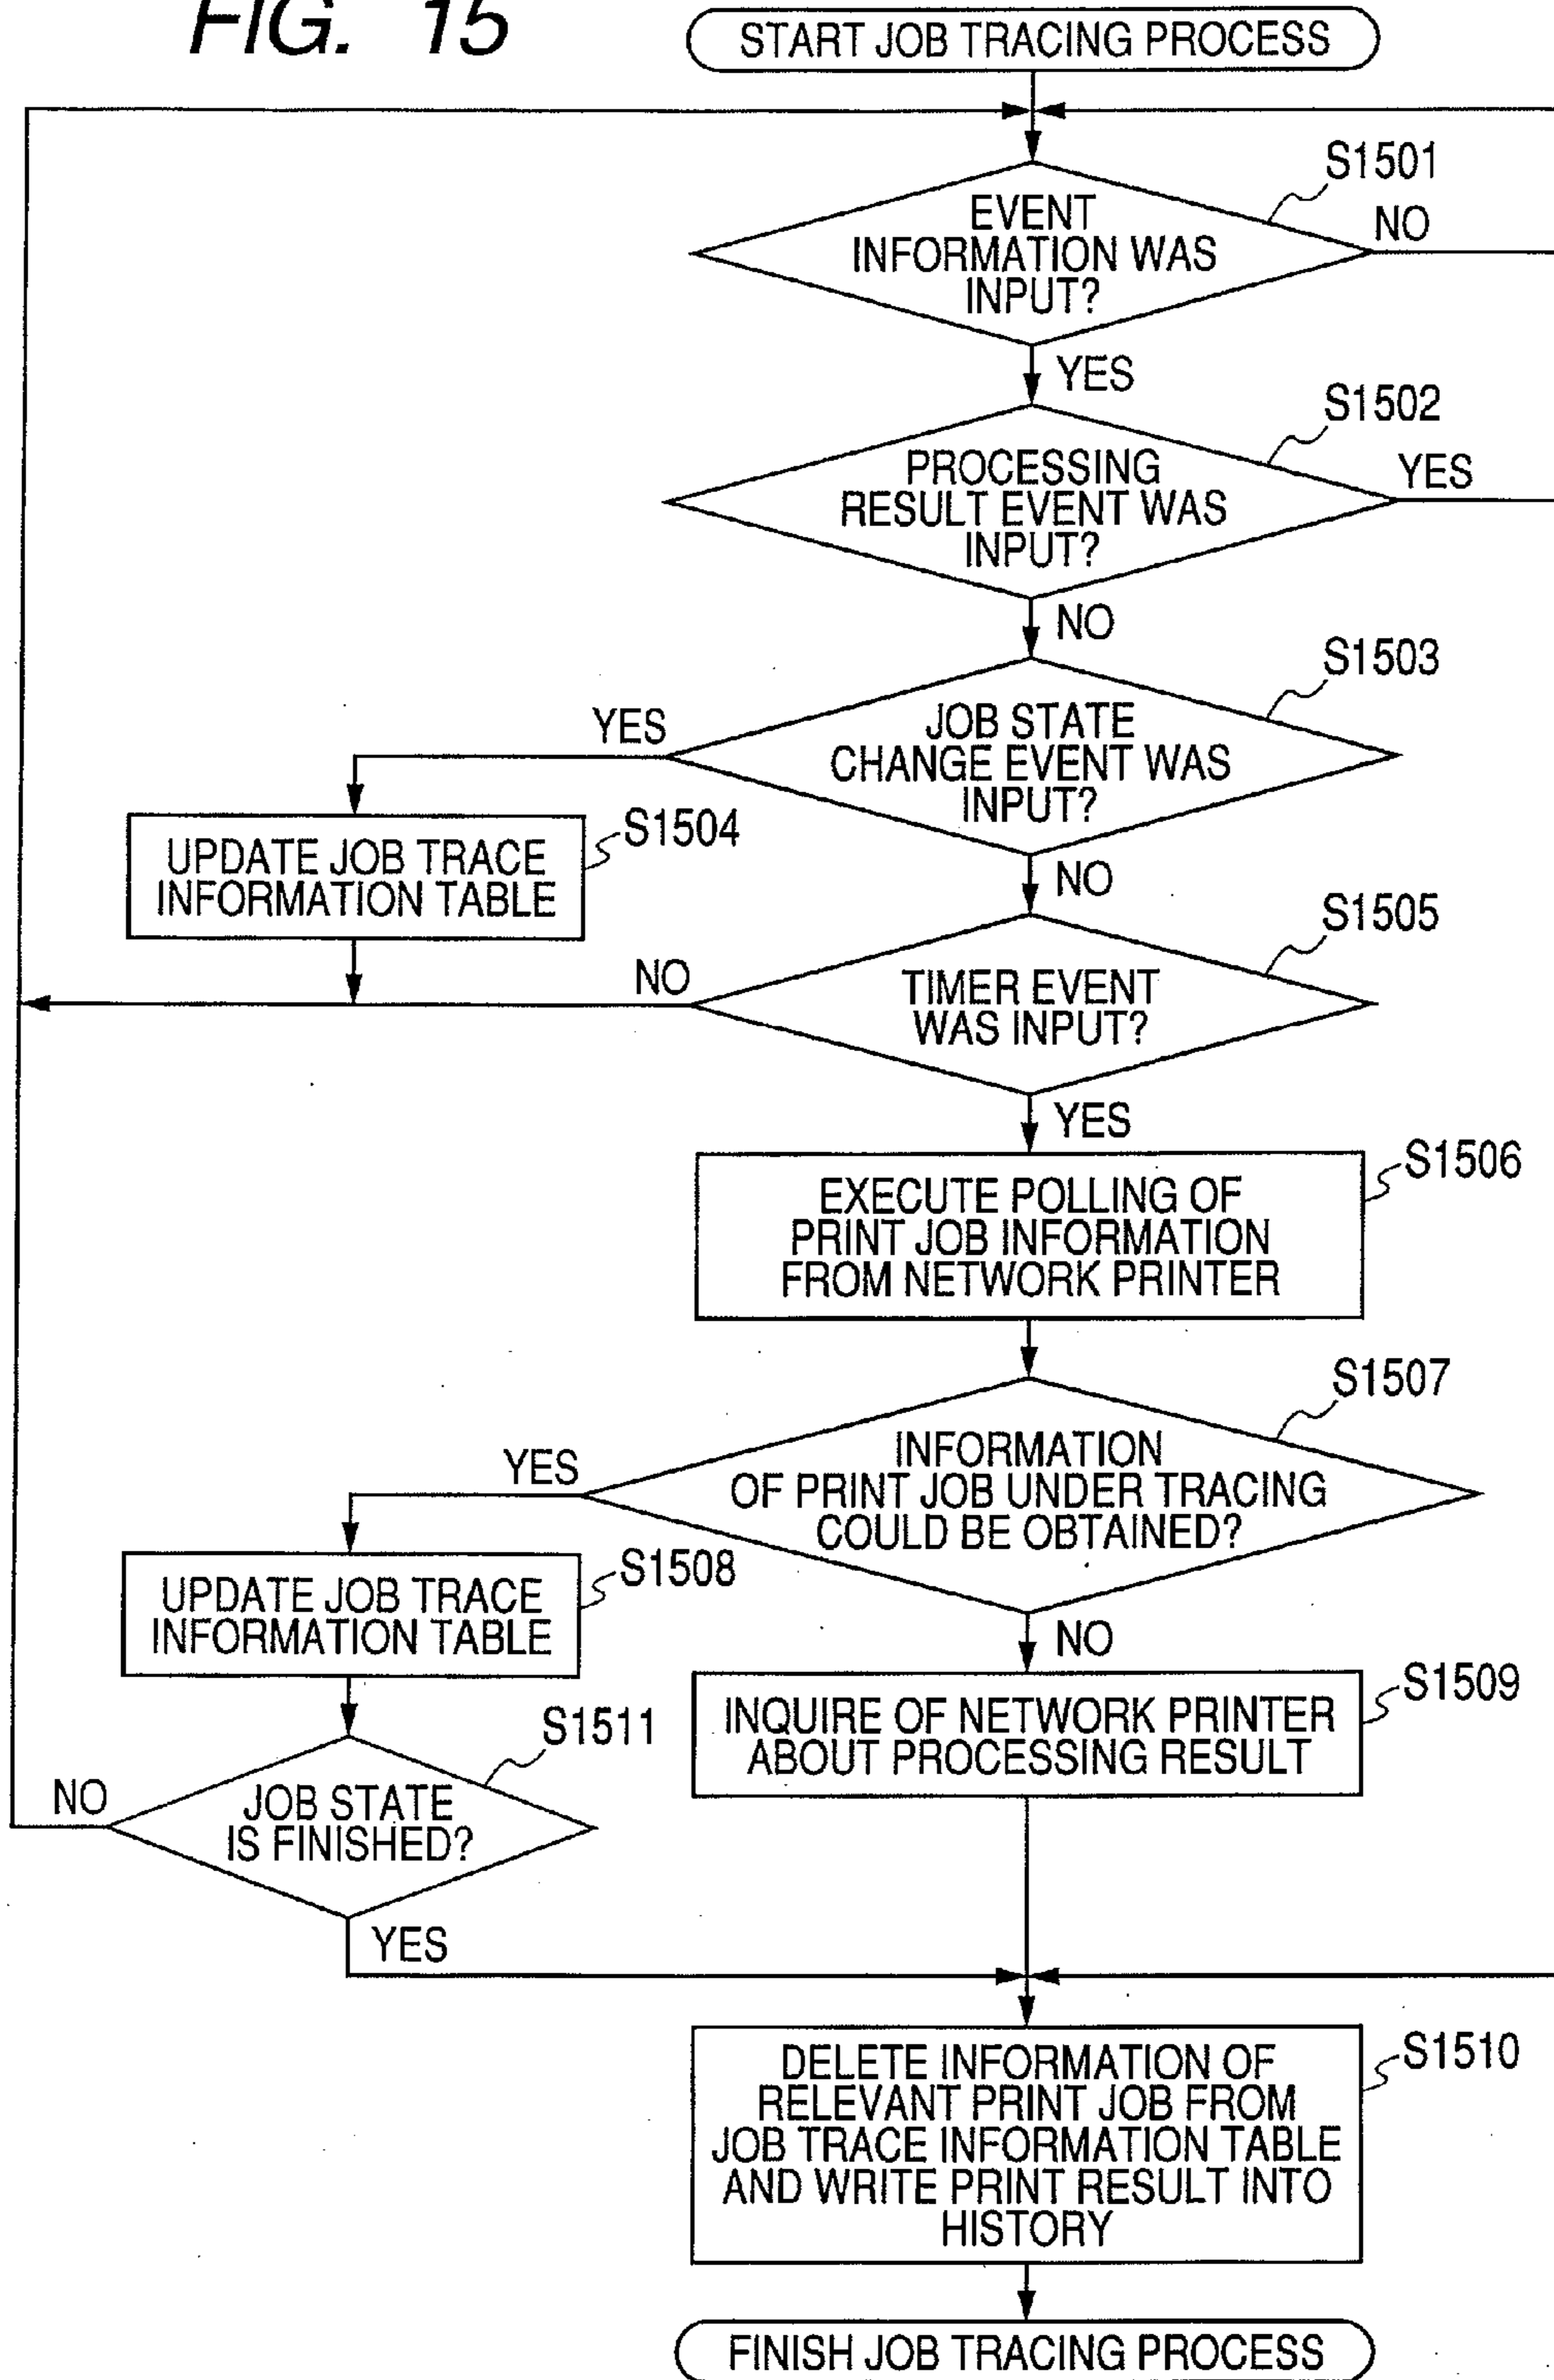 FIG. 15
START JOB TRACING PROCESS
S1501
EVENT
INFORMATION WAS
INPUT?
NO
YES
S1502
PROCESSING
RESULT EVENT WAS
INPUT?
YES
NO
S1503
JOB STATE
CHANGE EVENT WAS
INPUT?
YES
S1504
UPDATE JOB TRACE
INFORMATION TABLE
NO
S1505
TIMER EVENT
WAS INPUT?
NO
YES
S1506
EXECUTE POLLING OF
PRINT JOB INFORMATION
FROM NETWORK PRINTER
S1507
INFORMATION
OF PRINT JOB UNDER TRACING
COULD BE OBTAINED?
YES
S1508
UPDATE JOB TRACE
INFORMATION TABLE
NO
S1509
INQUIRE OF NETWORK PRINTER
ABOUT PROCESSING RESULT
S1511
JOB STATE
IS FINISHED?
NO
YES
S1510
DELETE INFORMATION OF
RELEVANT PRINT JOB FROM
JOB TRACE INFORMATION TABLE
AND WRITE PRINT RESULT INTO
HISTORY
FINISH JOB TRACING PROCESS